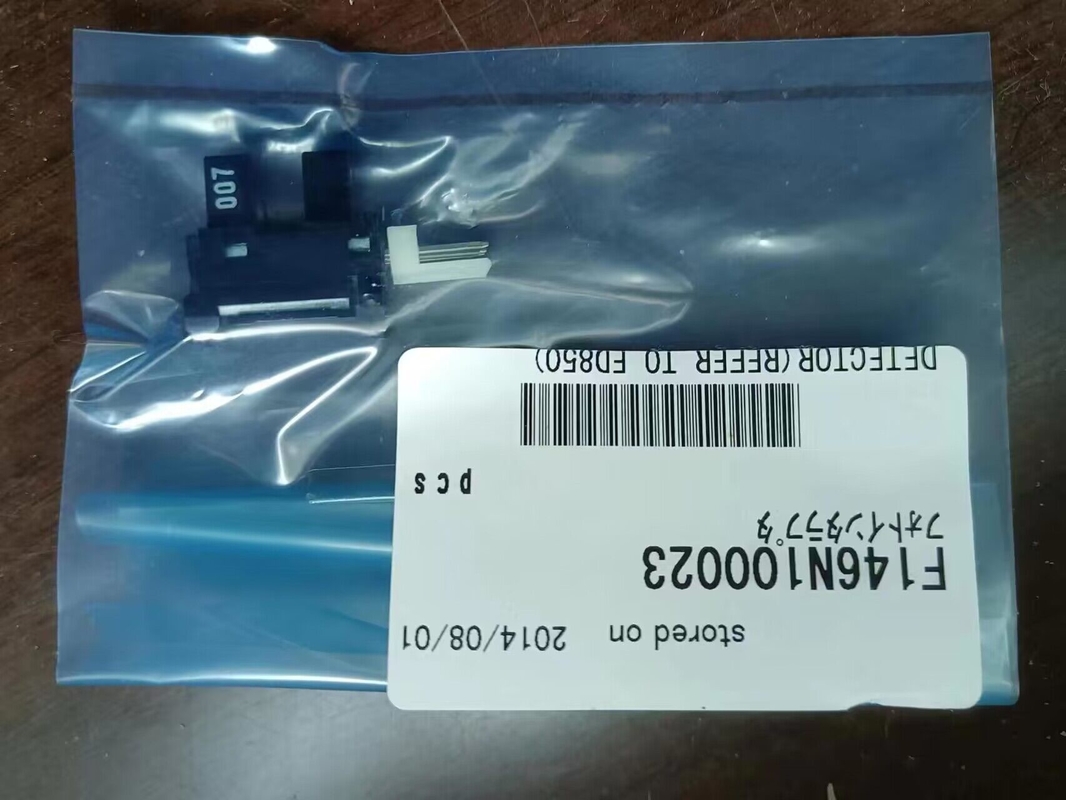 stored on 2014/08/01
F146N100023
フォトインタラプタ
pcs
DETECTOR(REFER TO ED850)
007